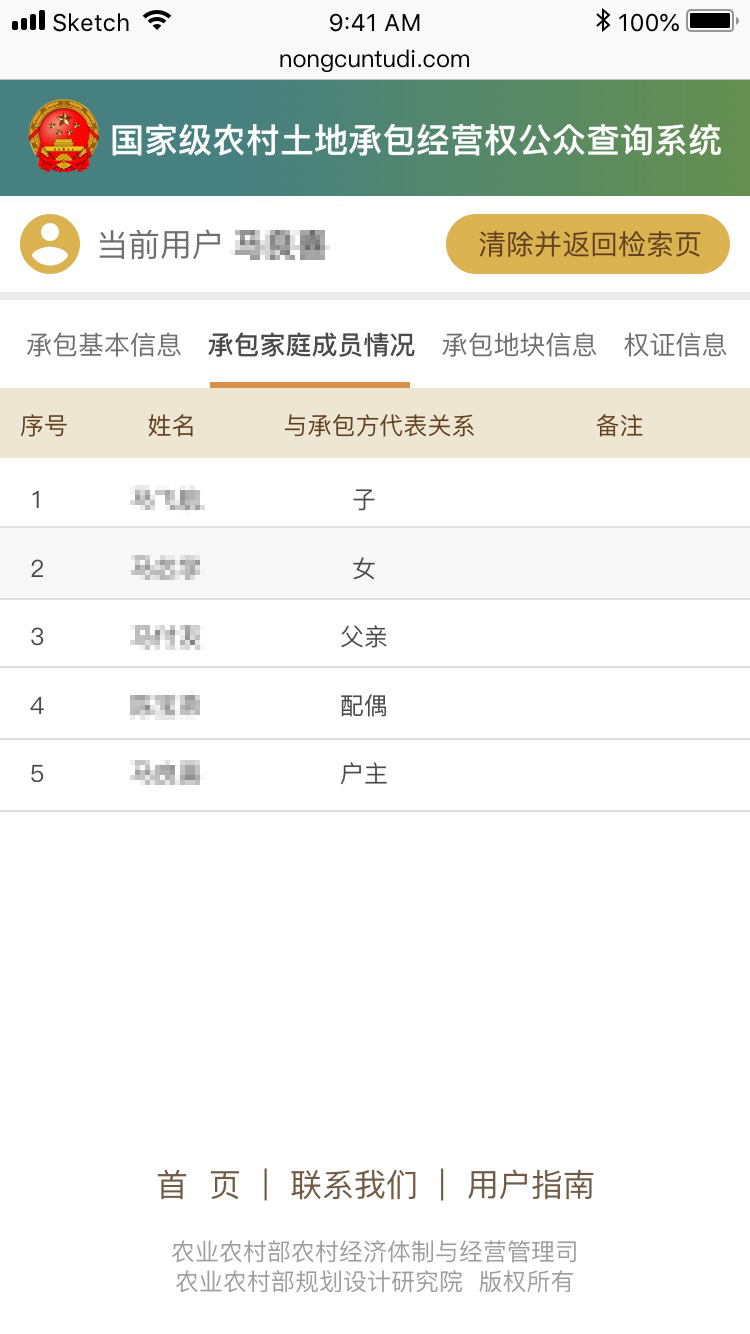 Sketch 9:41 AM 100%
nongcuntudi.com
国家级农村土地承包经营权公众查询系统
当前用户 清除并返回检索页
承包基本信息 承包家庭成员情况 承包地块信息 权证信息
序号 姓名 与承包方代表关系 备注
1 子
2 女
3 父亲
4 配偶
5 户主
首 页 | 联系我们 | 用户指南
农业农村部农村经济体制与经营管理司
农业农村部规划设计研究院 版权所有